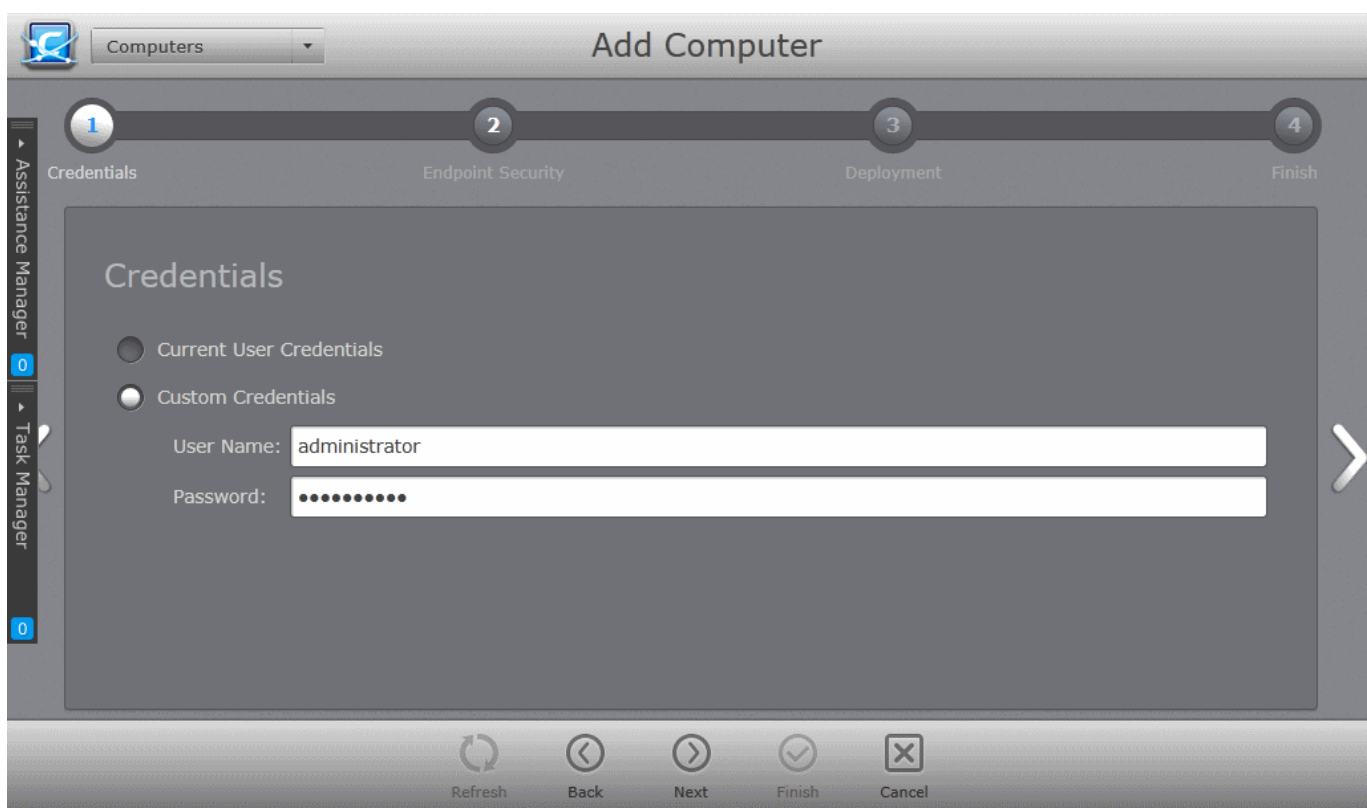 Computers
Add Computer
1
2
3
4
Credentials
Endpoint Security
Deployment
Finish
Assistance Manager
0
Task Manager
0
Credentials
Current User Credentials
Custom Credentials
User Name: administrator
Password: ••••••••••
Refresh
Back
Next
Finish
Cancel